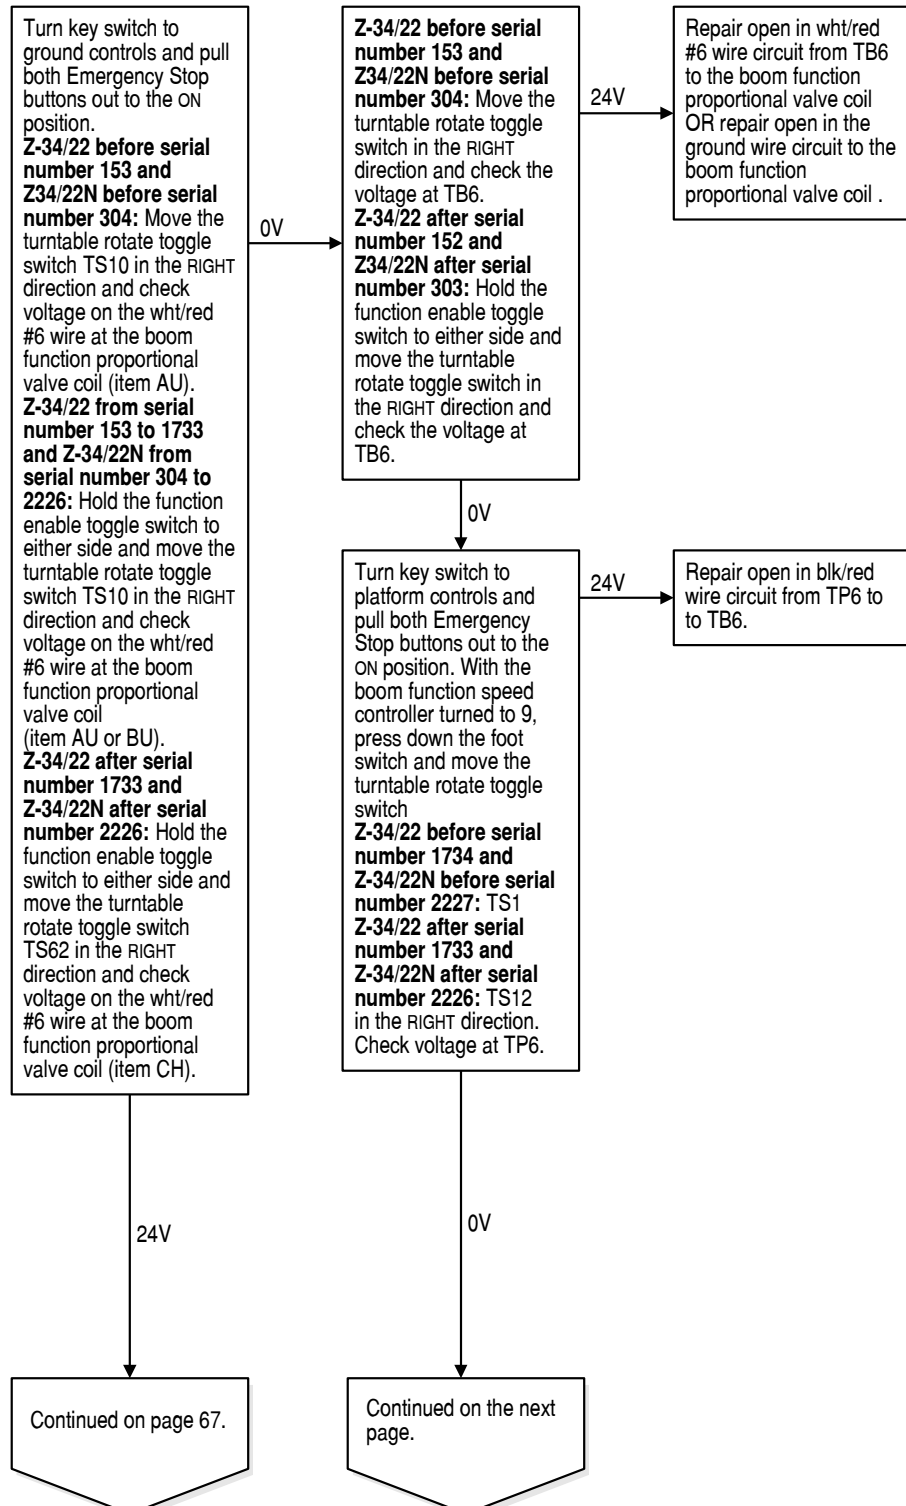 Turn key switch to
ground controls and pull
both Emergency Stop
buttons out to the ON
position.
Z-34/22 before serial
number 153 and
Z34/22N before serial
number 304: Move the
turntable rotate toggle
switch TS10 in the RIGHT
direction and check
voltage on the wht/red
#6 wire at the boom
function proportional
valve coil (item AU).
Z-34/22 from serial
number 153 to 1733
and Z-34/22N from
serial number 304 to
2226: Hold the function
enable toggle switch to
either side and move the
turntable rotate toggle
switch TS10 in the RIGHT
direction and check
voltage on the wht/red
#6 wire at the boom
function proportional
valve coil
(item AU or BU).
Z-34/22 after serial
number 1733 and
Z-34/22N after serial
number 2226: Hold the
function enable toggle
switch to either side and
move the turntable
rotate toggle switch
TS62 in the RIGHT
direction and check
voltage on the wht/red
#6 wire at the boom
function proportional
valve coil (item CH).
0V
Z-34/22 before serial
number 153 and
Z34/22N before serial
number 304: Move the
turntable rotate toggle
switch in the RIGHT
direction and check the
voltage at TB6.
Z-34/22 after serial
number 152 and
Z34/22N after serial
number 303: Hold the
function enable toggle
switch to either side and
move the turntable
rotate toggle switch in
the RIGHT direction and
check the voltage at
TB6.
24V
Repair open in wht/red
#6 wire circuit from TB6
to the boom function
proportional valve coil
OR repair open in the
ground wire circuit to the
boom function
proportional valve coil .
0V
Turn key switch to
platform controls and
pull both Emergency
Stop buttons out to the
ON position. With the
boom function speed
controller turned to 9,
press down the foot
switch and move the
turntable rotate toggle
switch
Z-34/22 before serial
number 1734 and
Z-34/22N before serial
number 2227: TS1
Z-34/22 after serial
number 1733 and
Z-34/22N after serial
number 2226: TS12
in the RIGHT direction.
Check voltage at TP6.
24V
Repair open in blk/red
wire circuit from TP6 to
to TB6.
24V
0V
Continued on page 67.
Continued on the next
page.